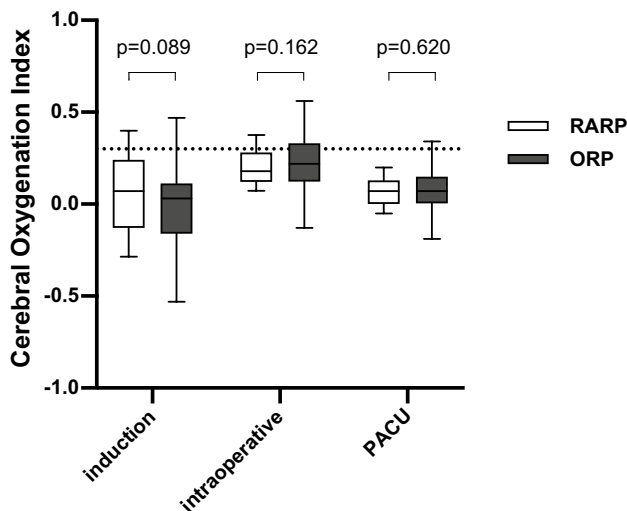 Cerebral Oxygenation Index
1.0
0.5
0.0
-0.5
-1.0
p=0.089
p=0.162
p=0.620
RARP
ORP
induction
intraoperative
PACU